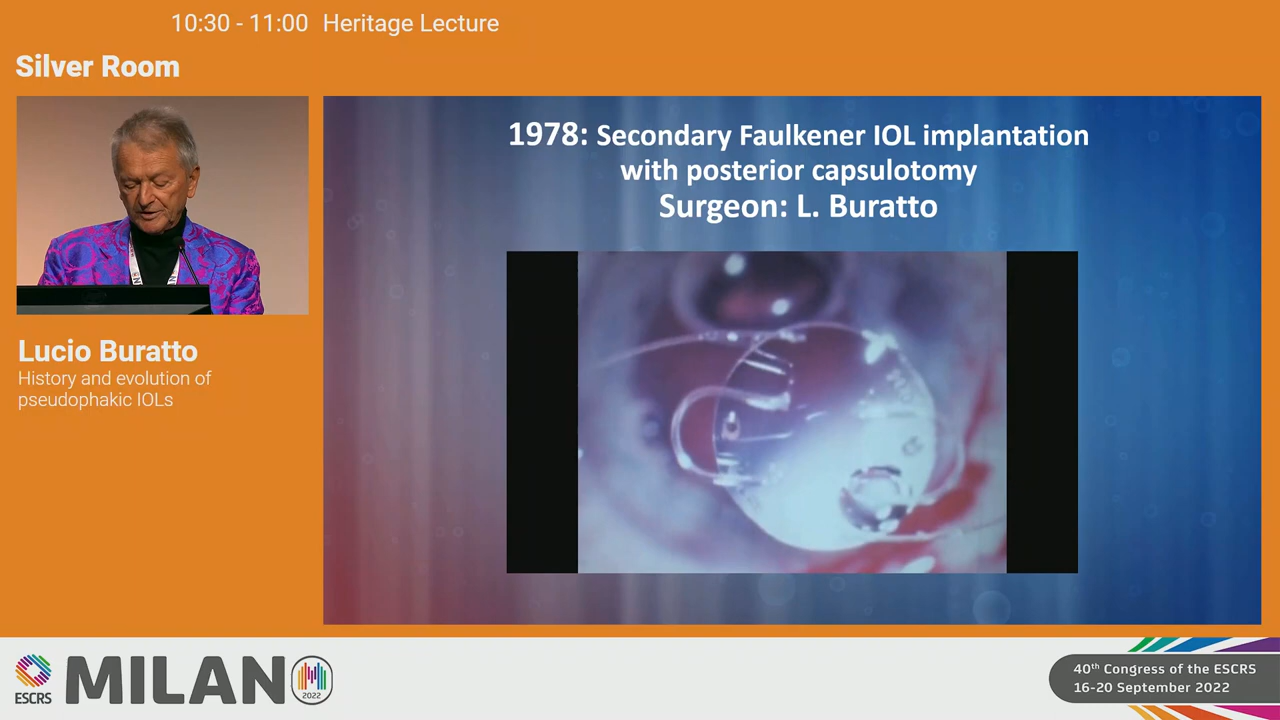 10:30 - 11:00 Heritage Lecture
Silver Room
Lucio Buratto
History and evolution of
pseudophakic IOLs
1978: Secondary Faulkener IOL implantation
with posterior capsulotomy
Surgeon: L. Buratto
ESCRS
MILANO
2022
40th Congress of the ESCRS
16-20 September 2022